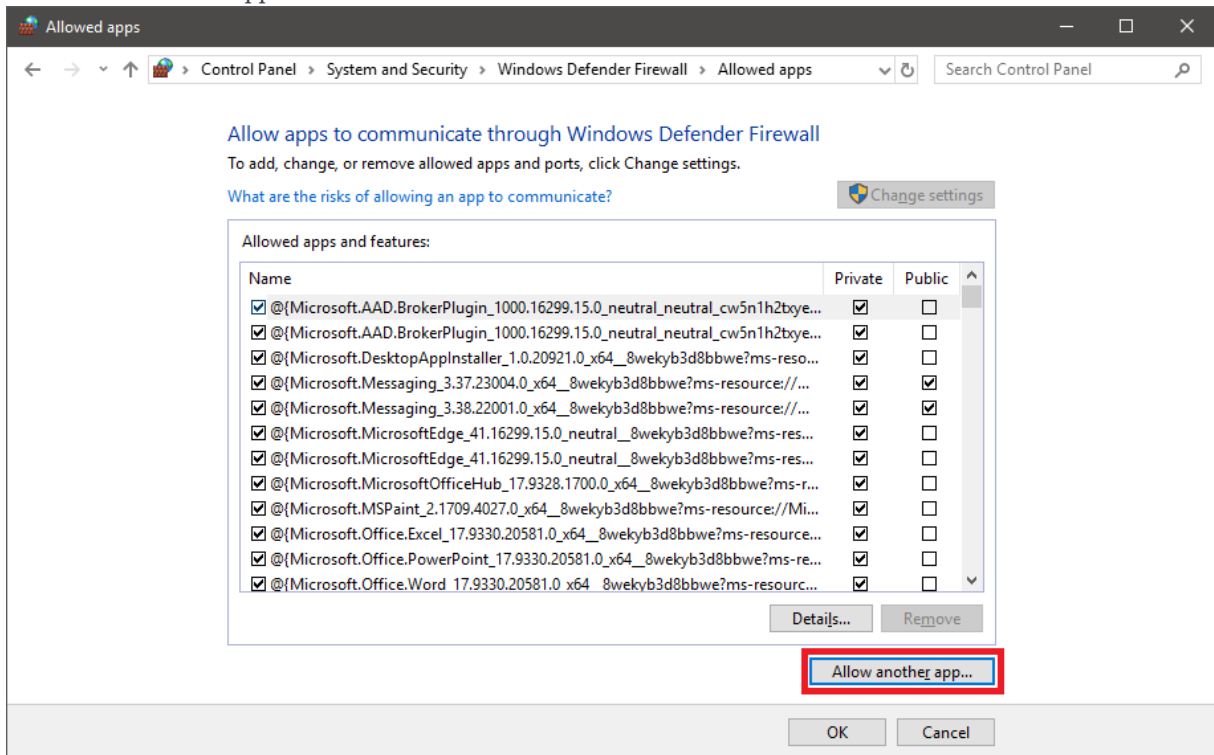 Allowed apps
Control Panel > System and Security > Windows Defender Firewall > Allowed apps
Search Control Panel
Allow apps to communicate through Windows Defender Firewall
To add, change, or remove allowed apps and ports, click Change settings.
What are the risks of allowing an app to communicate?
Change settings
Allowed apps and features:
Name Private Public
@{Microsoft.AAD.BrokerPlugin_1000.16299.15.0_neutral_neutral_cw5n1h2txye...
@{Microsoft.AAD.BrokerPlugin_1000.16299.15.0_neutral_neutral_cw5n1h2txye...
@{Microsoft.DesktopAppInstaller_1.0.20921.0_x64__8wekyb3d8bbwe?ms-reso...
@{Microsoft.Messaging_3.37.23004.0_x64__8wekyb3d8bbwe?ms-resource://...
@{Microsoft.Messaging_3.38.22001.0_x64__8wekyb3d8bbwe?ms-resource://...
@{Microsoft.MicrosoftEdge_41.16299.15.0_neutral__8wekyb3d8bbwe?ms-res...
@{Microsoft.MicrosoftEdge_41.16299.15.0_neutral__8wekyb3d8bbwe?ms-res...
@{Microsoft.MicrosoftOfficeHub_17.9328.1700.0_x64__8wekyb3d8bbwe?ms-r...
@{Microsoft.MSPaint_2.1709.4027.0_x64__8wekyb3d8bbwe?ms-resource://Mi...
@{Microsoft.Office.Excel_17.9330.20581.0_x64__8wekyb3d8bbwe?ms-resource...
@{Microsoft.Office.PowerPoint_17.9330.20581.0_x64__8wekyb3d8bbwe?ms-re...
@{Microsoft.Office.Word_17.9330.20581.0_x64__8wekyb3d8bbwe?ms-resourc...
Details... Remove
Allow another app...
OK Cancel